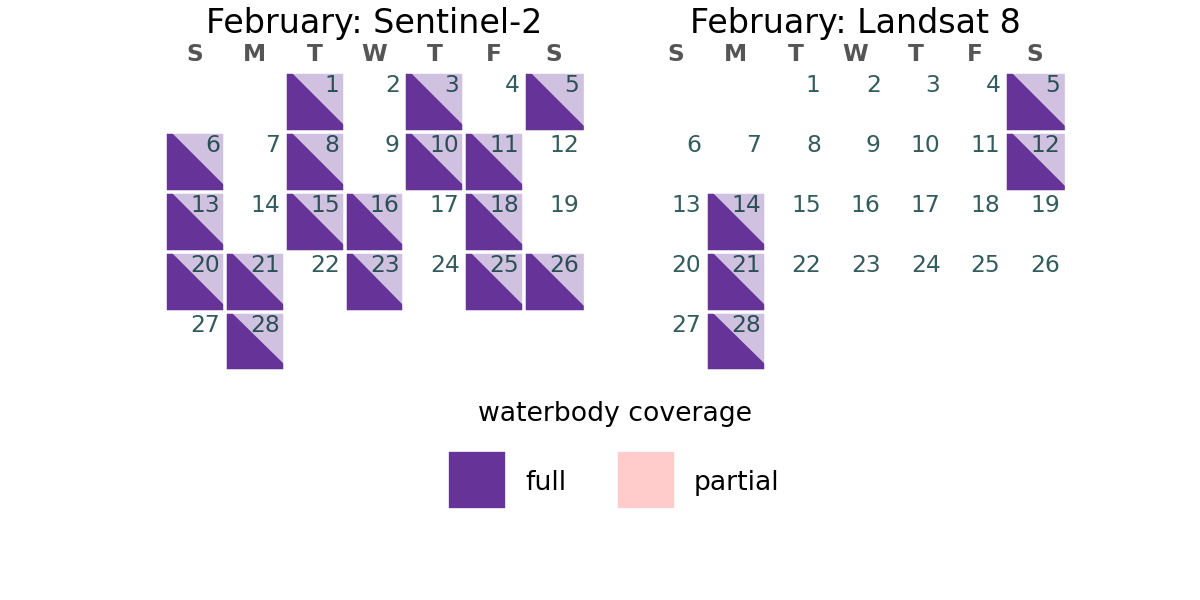 February: Sentinel-2
S M T W T F S
1 2 3 4 5
6 7 8 9 10 11 12
13 14 15 16 17 18 19
20 21 22 23 24 25 26
27 28
February: Landsat 8
S M T W T F S
1 2 3 4 5
6 7 8 9 10 11 12
13 14 15 16 17 18 19
20 21 22 23 24 25 26
27 28
waterbody coverage
full partial